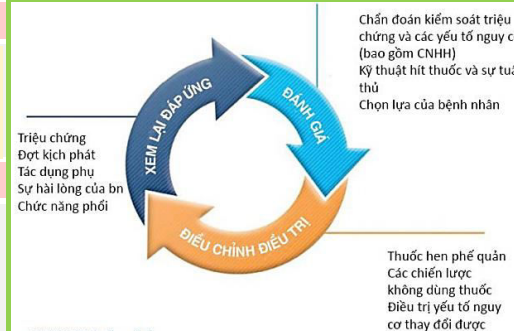 Chẩn đoán kiểm soát triệu
chứng và các yếu tố nguy
(bao gồm CNHH)
Kỹ thuật hít thuốc và sự
thủ
Chọn lựa của bệnh nhân
XEM LẠI ĐÁP ỨNG
ĐÁNH GIÁ
Triệu chứng
Đợt kịch phát
Tác dụng phụ
Sự hài lòng của bn
Chức năng phổi
ĐIỀU CHỈNH ĐIỀU TRỊ
Thuốc hen phế quản
Các chiến lược
không dùng thuốc
Điều trị yếu tố nguy
cơ thay đổi được